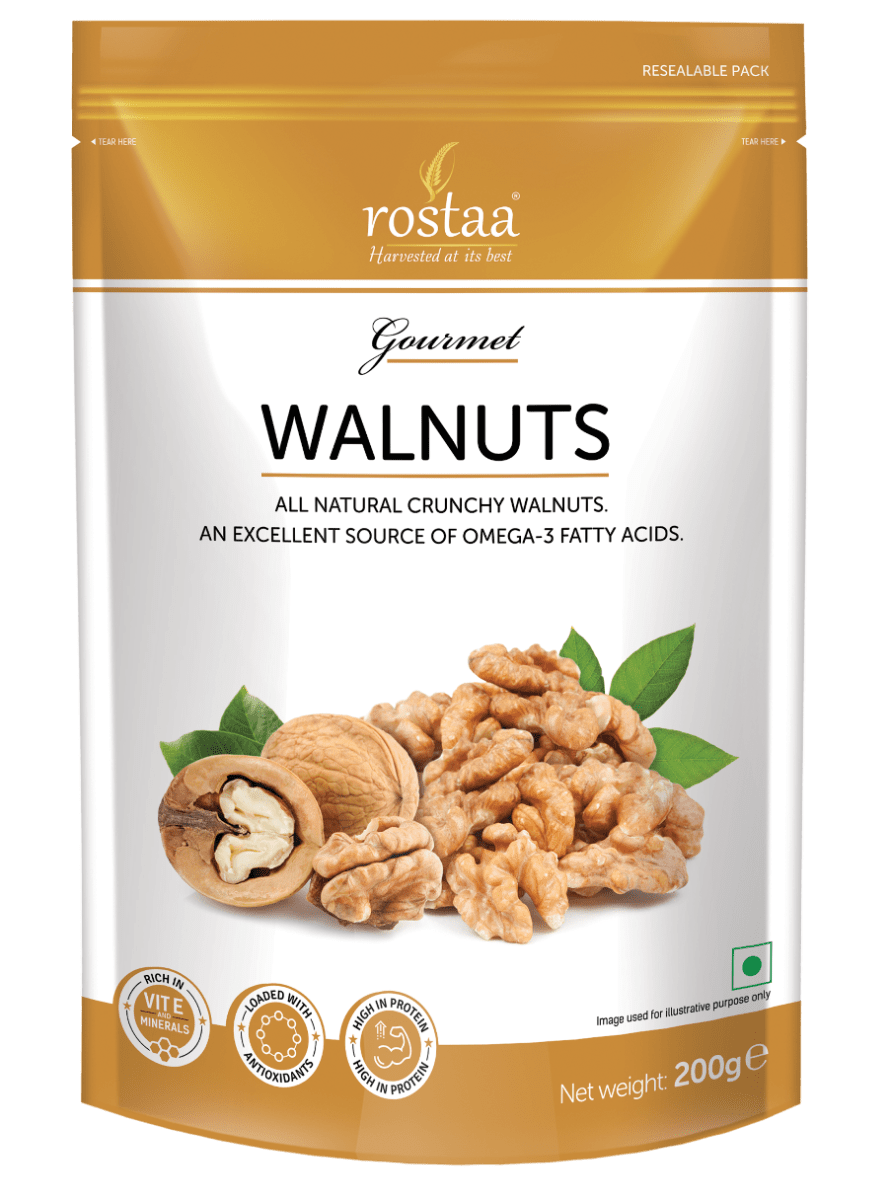 RESEALABLE PACK
TEAR HERE
TEAR HERE
rostaa®
Harvested at its best
Gourmet
WALNUTS
ALL NATURAL CRUNCHY WALNUTS.
AN EXCELLENT SOURCE OF OMEGA-3 FATTY ACIDS.
RICH IN
VIT E
AND
MINERALS
LOADED WITH
ANTIOXIDANTS
HIGH IN PROTEIN
HIGH IN PROTEIN
Image used for illustrative purpose only
Net weight: 200g ℮